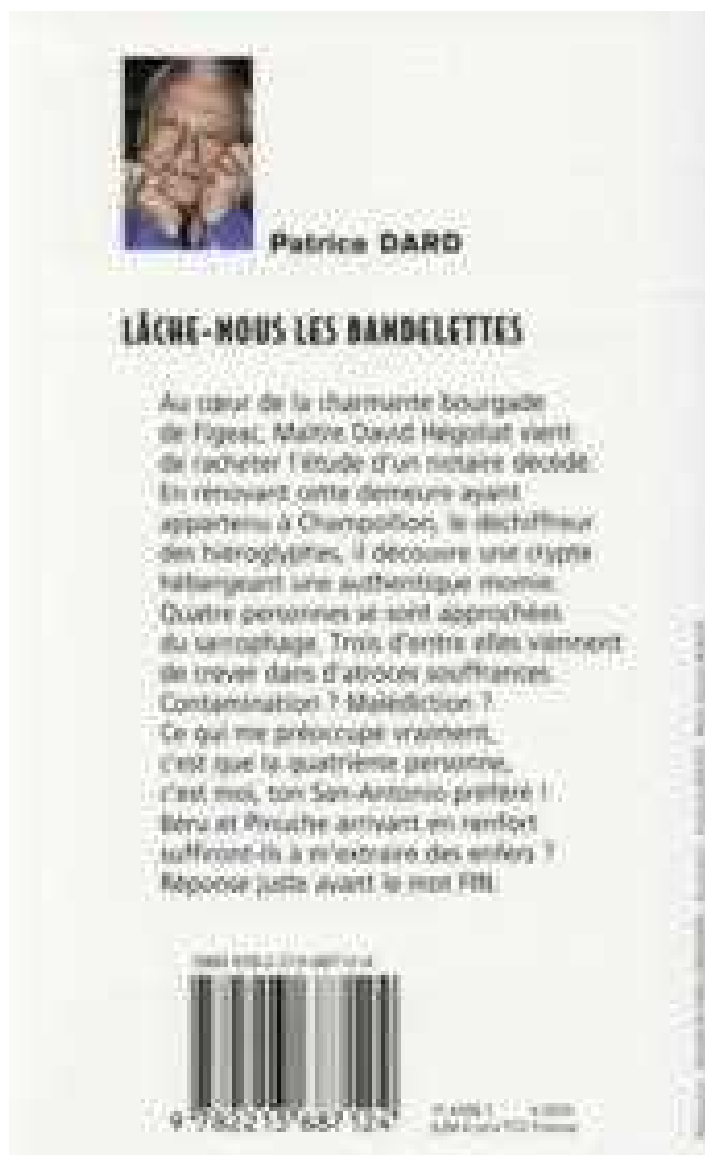 Patrice DARD
LÂCHE-NOUS LES BANDELETTES
Au cœur de la charmante bourgade
de Figeac, Maître David Hégoliat vient
de racheter l'étude d'un notaire décédé.
En rénovant cette demeure ayant
appartenu à Champollion, le déchiffreur
des hiéroglyphes, il découvre une crypte
hébergeant une authentique momie.
Quatre personnes se sont approchées
du sarcophage. Trois d'entre elles viennent
de crever dans d'atroces souffrances.
Contamination ? Malédiction ?
Ce qui me préoccupe vraiment,
c'est que la quatrième personne,
c'est moi, ton San-Antonio préféré !
Béru et Pinuche arrivant en renfort
suffiront-ils à m'extraire des enfers ?
Réponse juste avant le mot FIN.
9 782213 687124